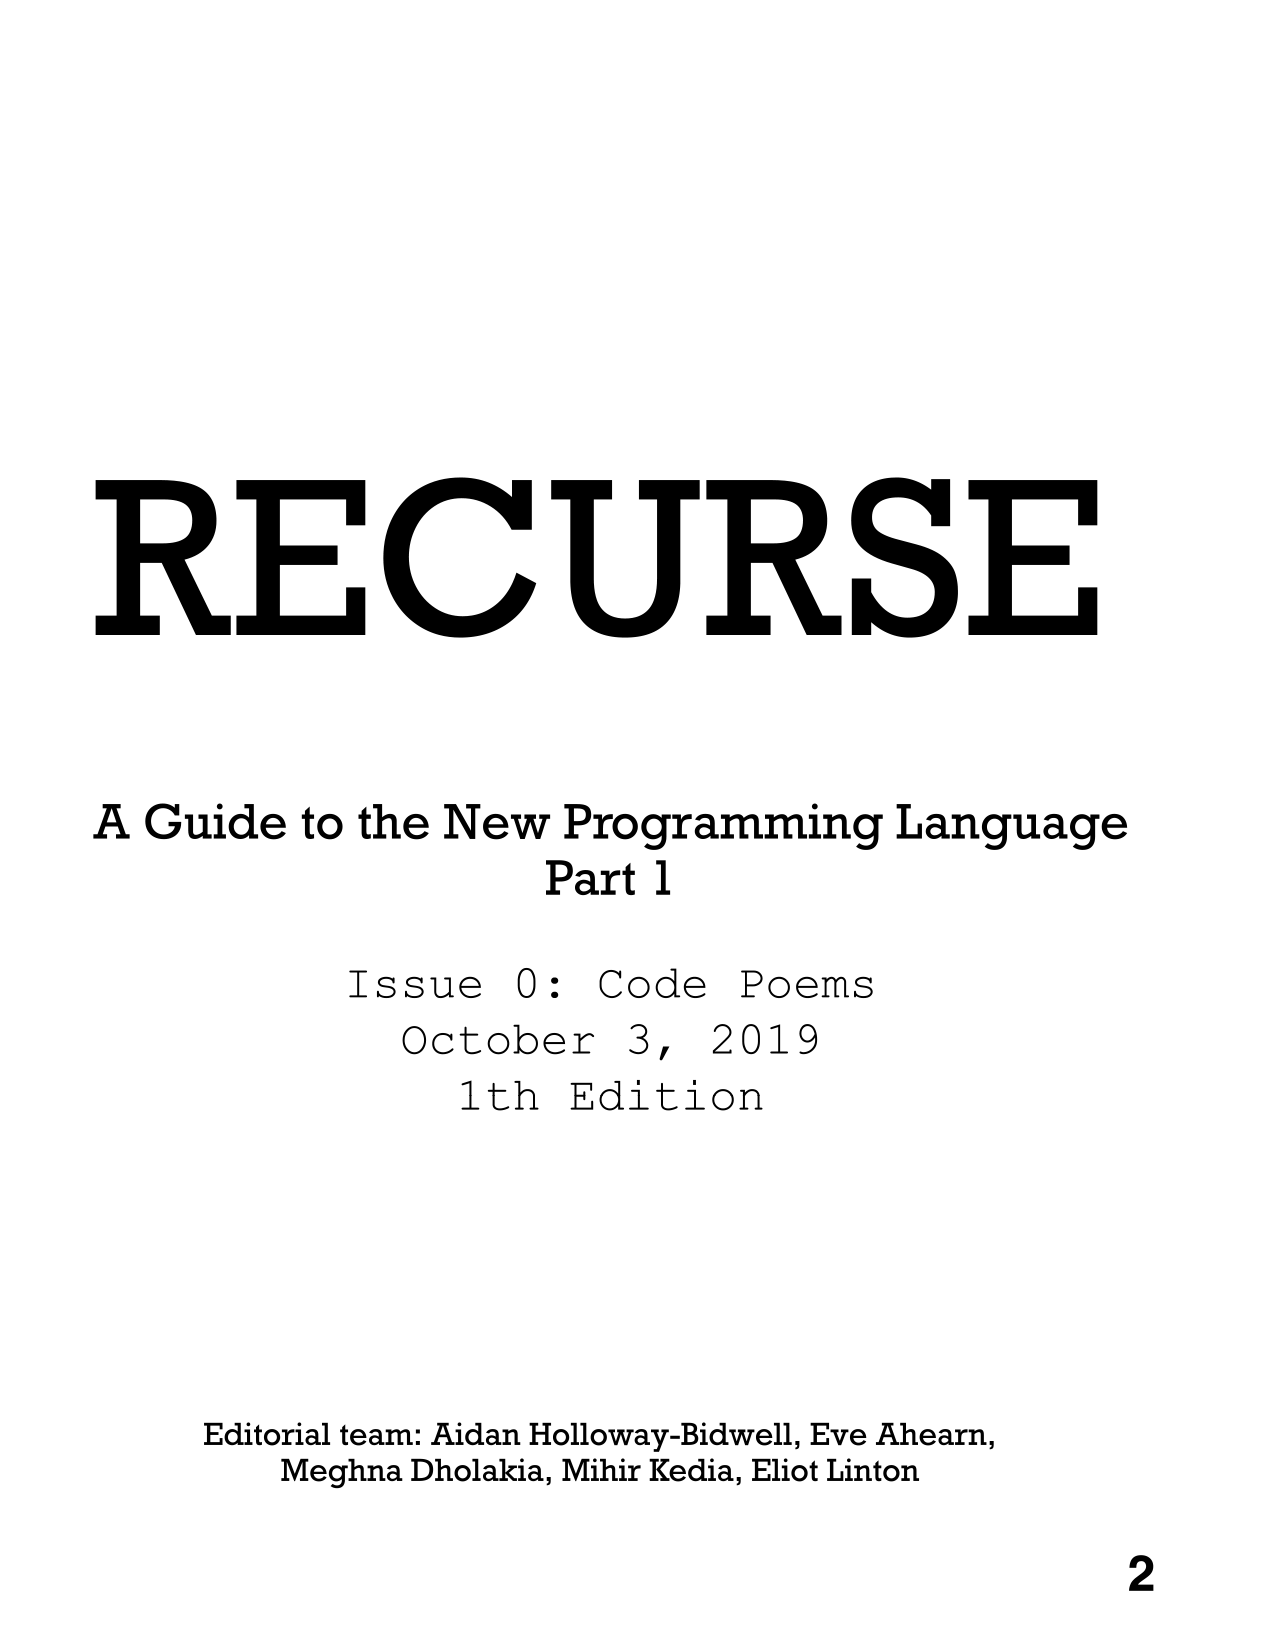 RECURSE
A Guide to the New Programming Language
Part 1
Issue 0: Code Poems
October 3, 2019
1th Edition
Editorial team: Aidan Holloway-Bidwell, Eve Ahearn,
Meghna Dholakia, Mihir Kedia, Eliot Linton
2